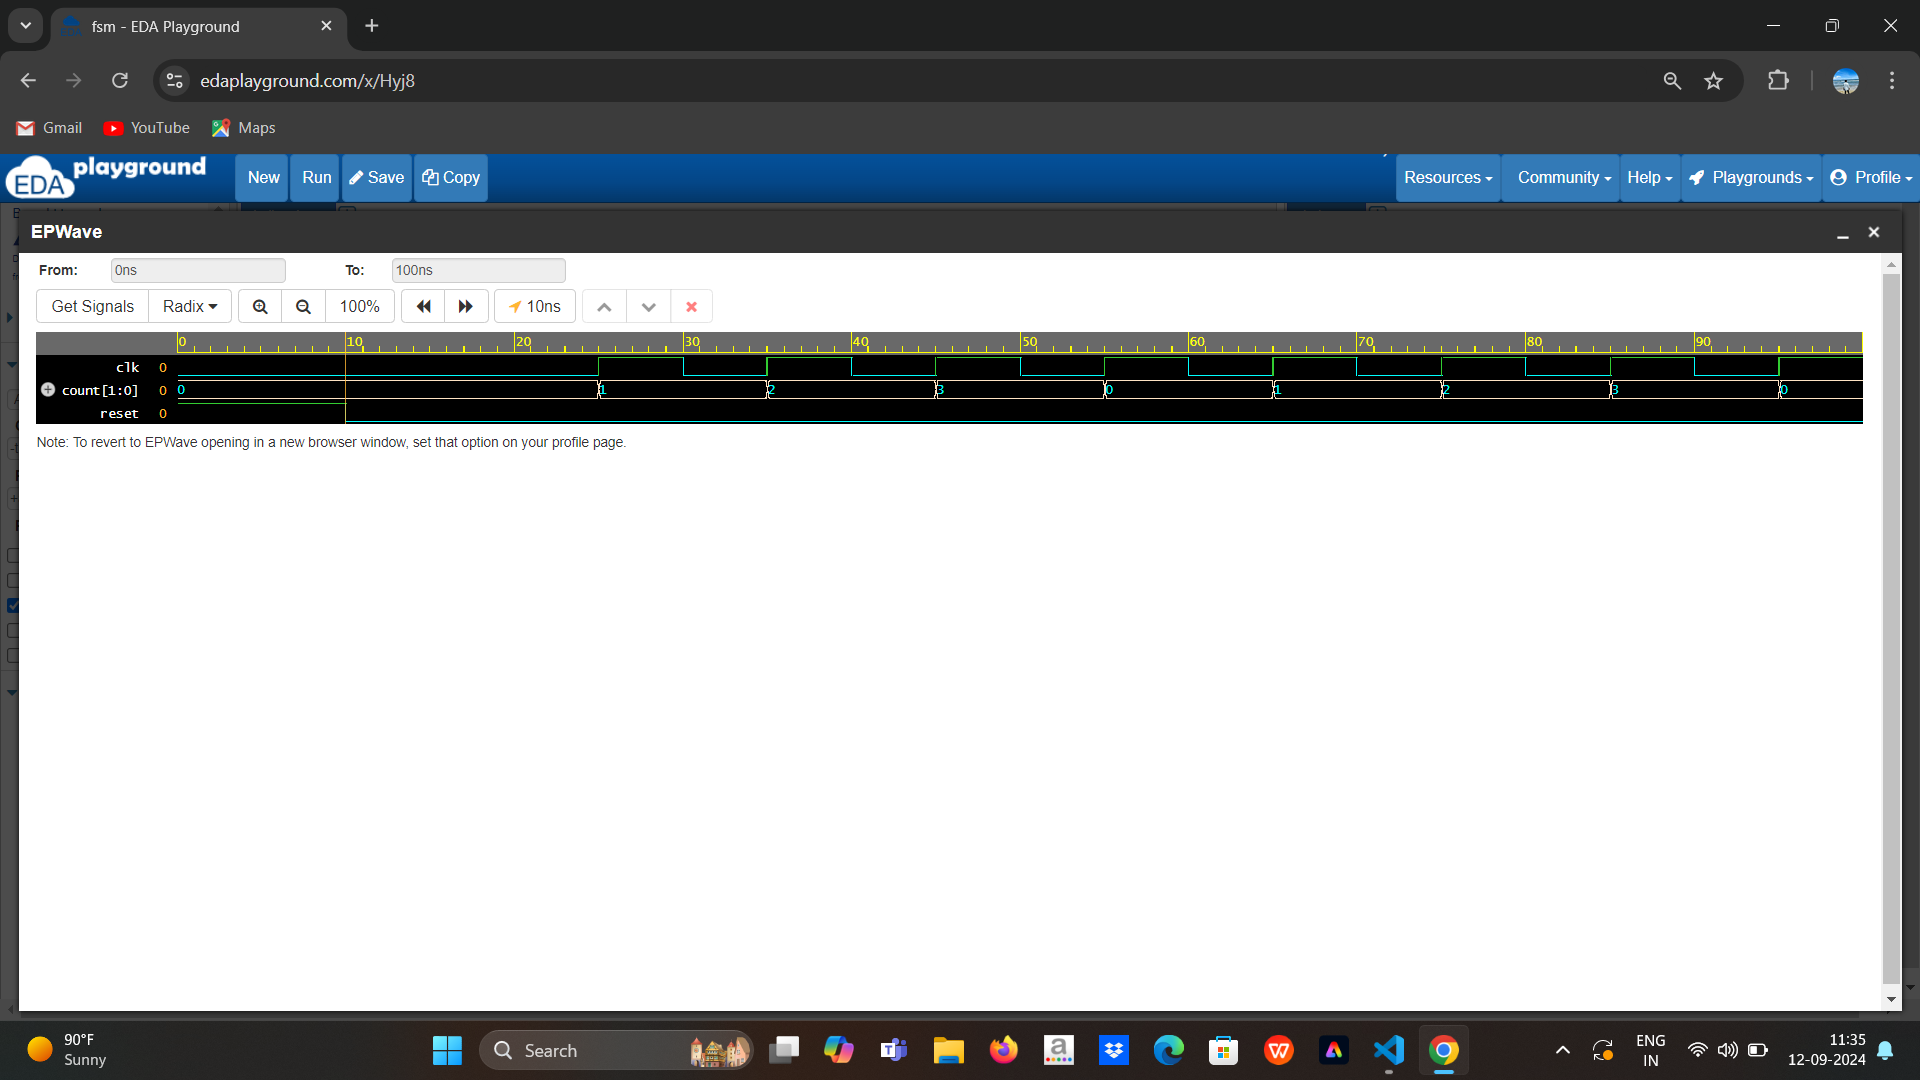 fsm - EDA Playground
edaplayground.com/x/Hyj8
Gmail YouTube Maps
EDA playground New Run Save Copy Resources Community Help Playgrounds Profile
EPWave
From: 0ns To: 100ns
Get Signals Radix 100% 10ns
0 10 20 30 40 50 60 70 80 90
clk 0
count[1:0] 0 0 1 2 3 0 1 2 3 0
reset 0
Note: To revert to EPWave opening in a new browser window, set that option on your profile page.
90°F
Sunny
Search
ENG
IN
11:35
12-09-2024